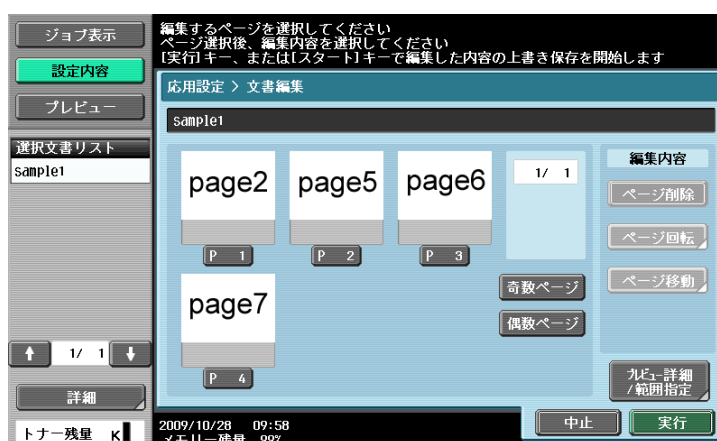 ジョブ表示
設定内容
プレビュー
選択文書リスト
sample1
1/ 1
詳細
トナー残量 K
編集するページを選択してください
ページ選択後、編集内容を選択してください
[実行]キー、または[スタート]キーで編集した内容の上書き保存を開始します
応用設定 > 文書編集
sample1
page2 page5 page6
P 1 P 2 P 3
page7
P 4
1/ 1
奇数ページ
偶数ページ
編集内容
ページ削除
ページ回転
ページ移動
プレビュー詳細
/範囲指定
2009/10/28 09:58
メモリー残量 99%
中止
実行